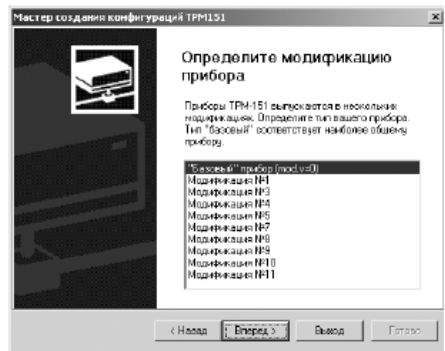 Мастер создания конфигураций ТРМ151
Определите модификацию
прибора
Приборы ТРМ-151 выпускаются в нескольких
модификациях. Определите тип вашего прибора.
Тип "базовый" соответствует наиболее общему
прибору.
"Базовый" прибор (mod.v=0)
Модификация №1
Модификация №3
Модификация №4
Модификация №5
Модификация №7
Модификация №8
Модификация №9
Модификация №10
Модификация №11
< Назад
Вперед >
Выход
Готово